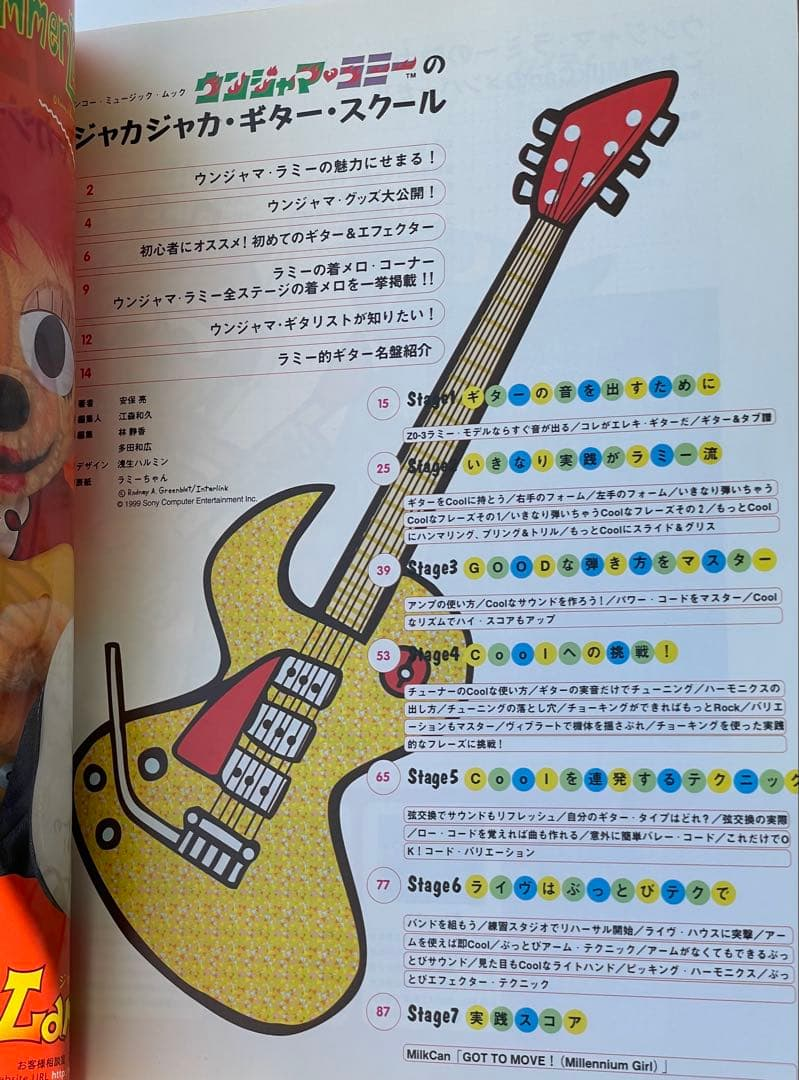 ンコー・ミュージック・ムック ウンジャマ・ラミー™の
ジャカジャカ・ギター・スクール
2 ウンジャマ・ラミーの魅力にせまる!
4 ウンジャマ・グッズ大公開!
6 初心者にオススメ! 初めてのギター&エフェクター
9 ラミーの着メロ・コーナー
ウンジャマ・ラミー全ステージの着メロを一挙掲載!!
12 ウンジャマ・ギタリストが知りたい!
14 ラミー的ギター名盤紹介
著者 安保 亮
編集人 江森和久
編集 林 静香
多田和広
デザイン 浅生ハルミン
表紙 ラミーちゃん
© Rodney A. Greenblat/Interlink
© 1999 Sony Computer Entertainment Inc.
15 Stage1 ギターの音を出すために
Z0-3ラミー・モデルならすぐ音が出る/コレがエレキ・ギターだ/ギター&タブ譜
25 Stage2 いきなり実践がラミー流
ギターをCoolに持とう/右手のフォーム/左手のフォーム/いきなり弾いちゃう
Coolなフレーズその1/いきなり弾いちゃうCoolなフレーズその2/もっとCool
にハンマリング、プリング&トリル/もっとCoolにスライド&グリス
39 Stage3 GOODな弾き方をマスター
アンプの使い方/Coolなサウンドを作ろう!/パワー・コードをマスター/Cool
なリズムでハイ・スコアもアップ
53 Stage4 Coolへの挑戦!
チューナーのCoolな使い方/ギターの実音だけでチューニング/ハーモニクスの
出し方/チューニングの落とし穴/チョーキングができればもっとRock/バリエ
ーションもマスター/ヴィブラートで機体を揺さぶれ/チョーキングを使った実践
的なフレーズに挑戦!
65 Stage5 Coolを連発するテクニック
弦交換でサウンドもリフレッシュ/自分のギター・タイプはどれ?/弦交換の実際
/ロー・コードを覚えれば曲も作れる/意外に簡単バレー・コード/これだけでO
K!コード・バリエーション
77 Stage6 ライヴはぶっとびテクで
バンドを組もう/練習スタジオでリハーサル開始/ライヴ・ハウスに突撃/アー
ムを使えば即Cool/ぶっとびアーム・テクニック/アームがなくてもできるぶっ
とびサウンド/見た目もCoolなライトハンド/ピッキング・ハーモニクス/ぶっ
とびエフェクター・テクニック
87 Stage7 実践スコア
MilkCan「GOT TO MOVE!(Millennium Girl)」
お客様相談
ebsite URL http